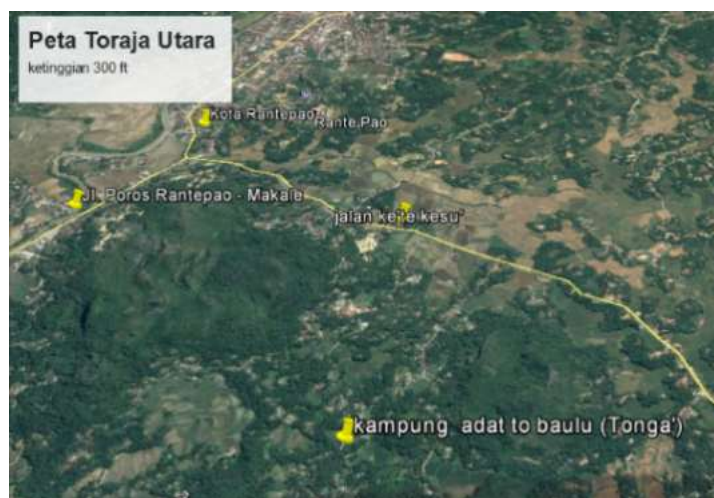 Peta Toraja Utara
ketinggian 300 ft
Kota Rantepao
Rante Pao
Jl. Poros Rantepao - Makale
jalan ke'te kesu'
kampung adat to baulu (Tonga')